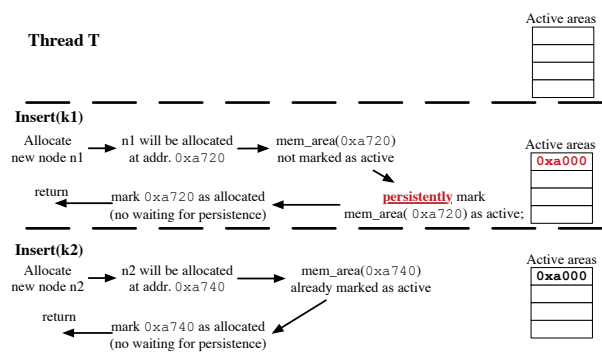 Active areas
Thread T
Insert(k1)
Allocate
new node n1
n1 will be allocated
at addr. 0xa720
mem_area(0xa720)
not marked as active
Active areas
0xa000
return
mark 0xa720 as allocated
(no waiting for persistence)
persistently mark
mem_area( 0xa720) as active;
Insert(k2)
Allocate
new node n2
n2 will be allocated
at addr. 0xa740
mem_area(0xa740)
already marked as active
Active areas
0xa000
return
mark 0xa740 as allocated
(no waiting for persistence)